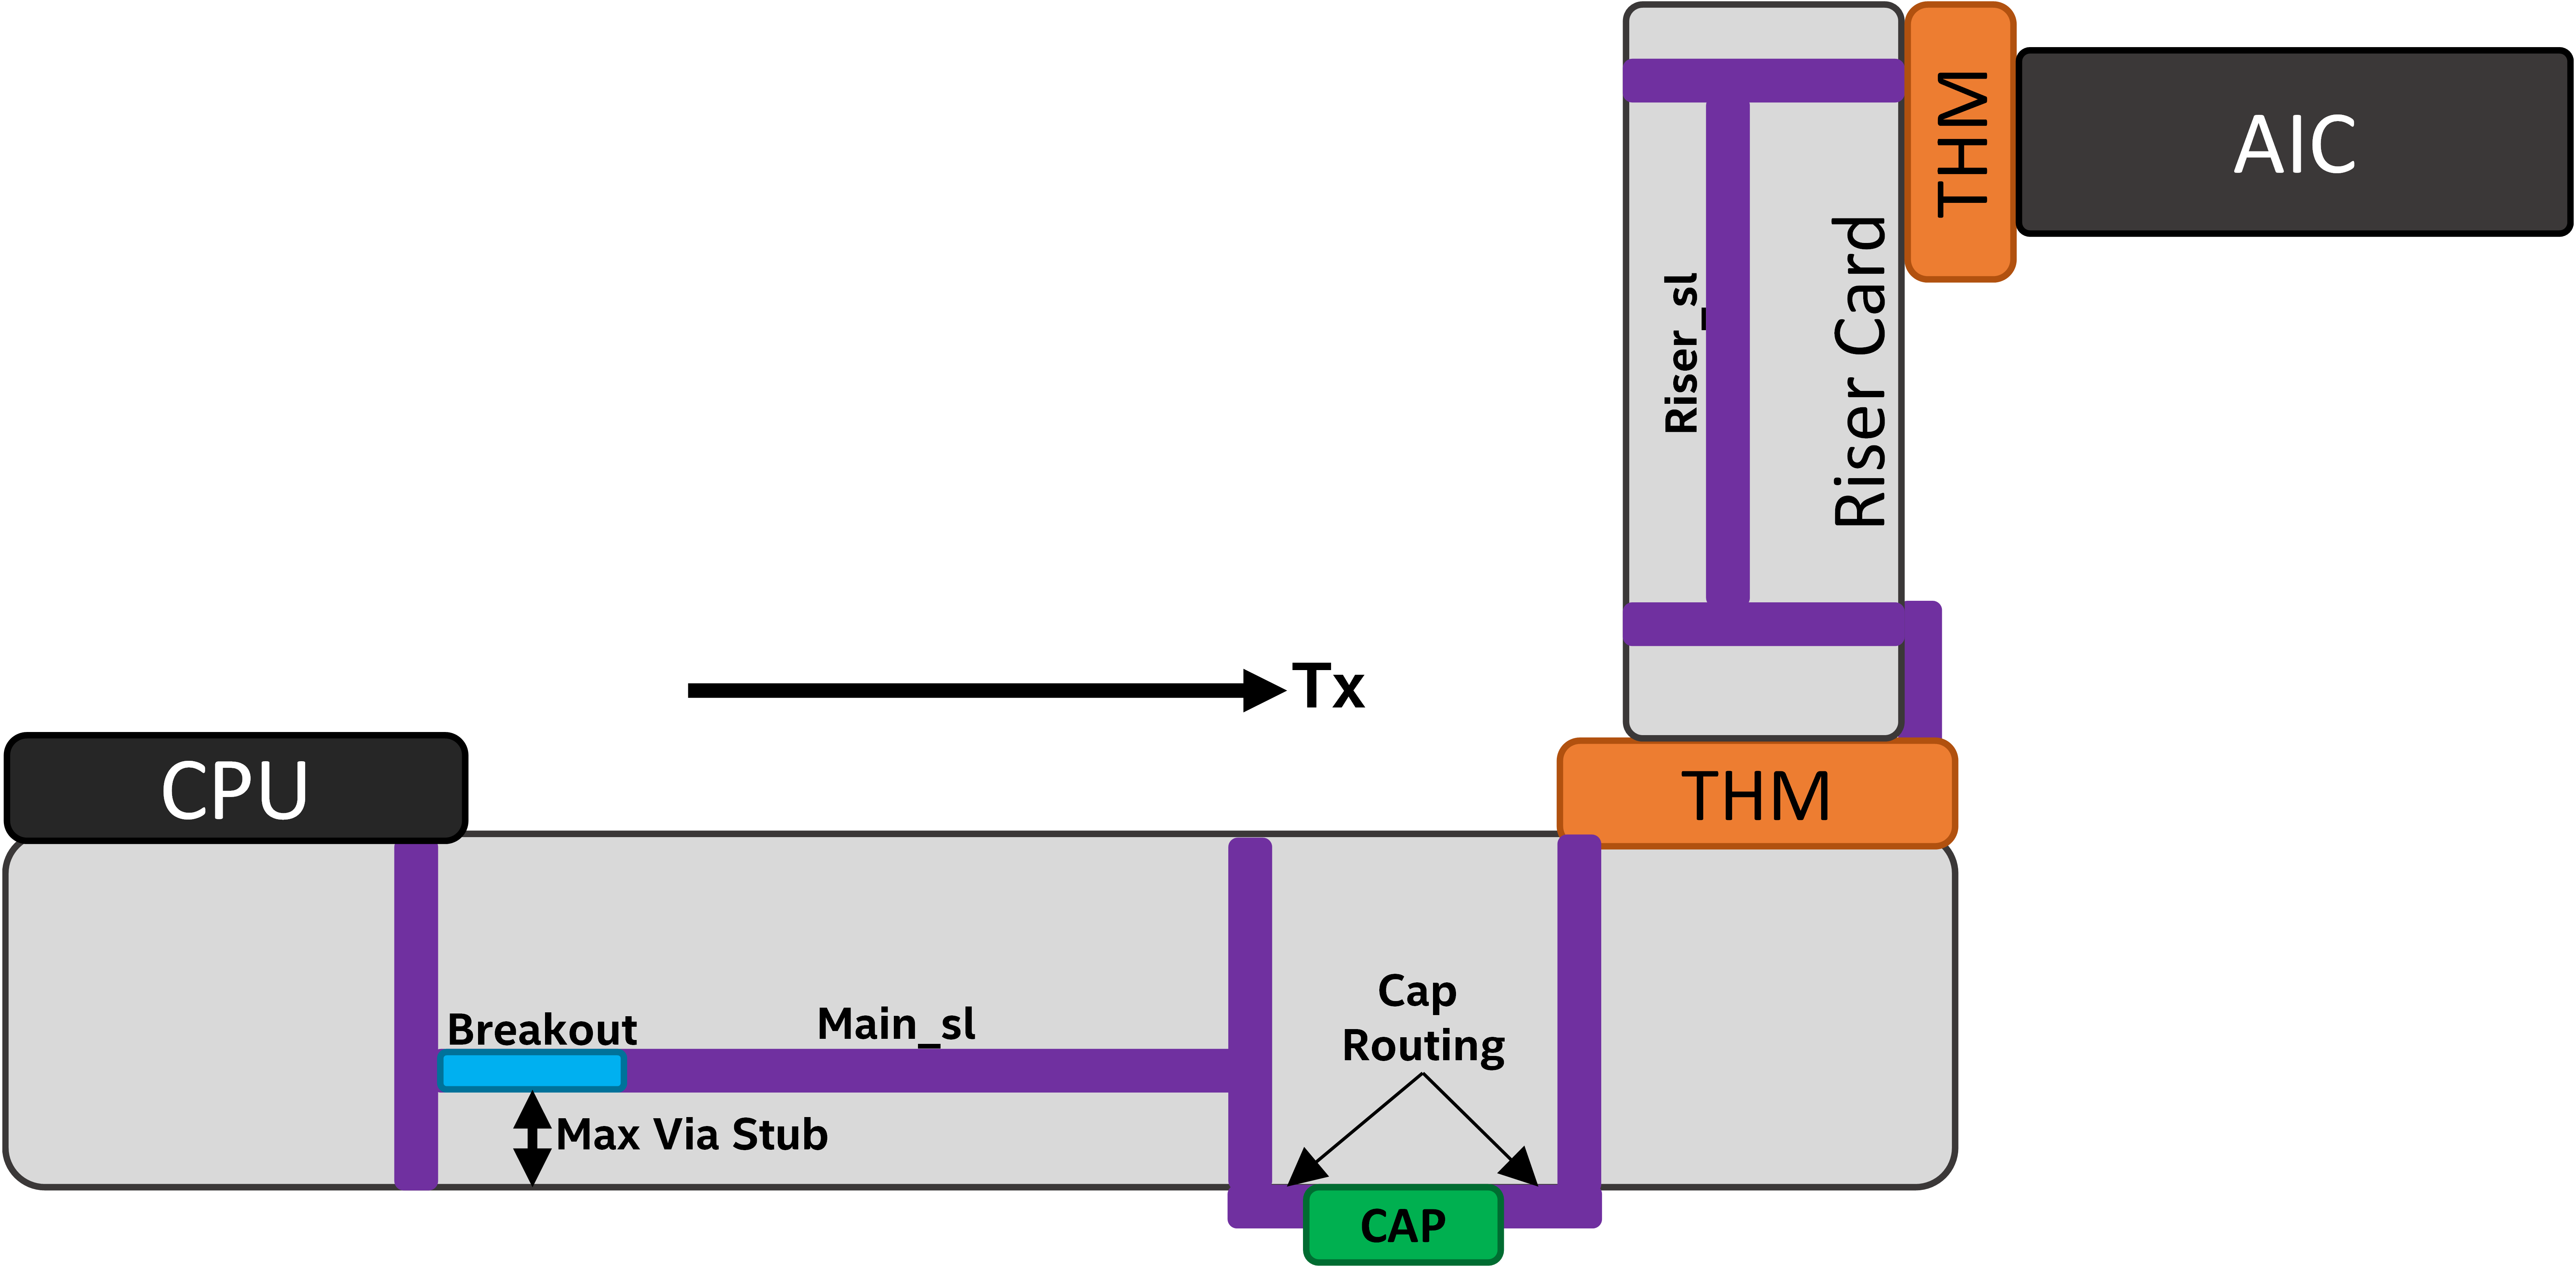 THM
AIC
Riser_sl
Riser Card
Tx
CPU
THM
Breakout
Main_sl
Cap
Routing
Max Via Stub
CAP